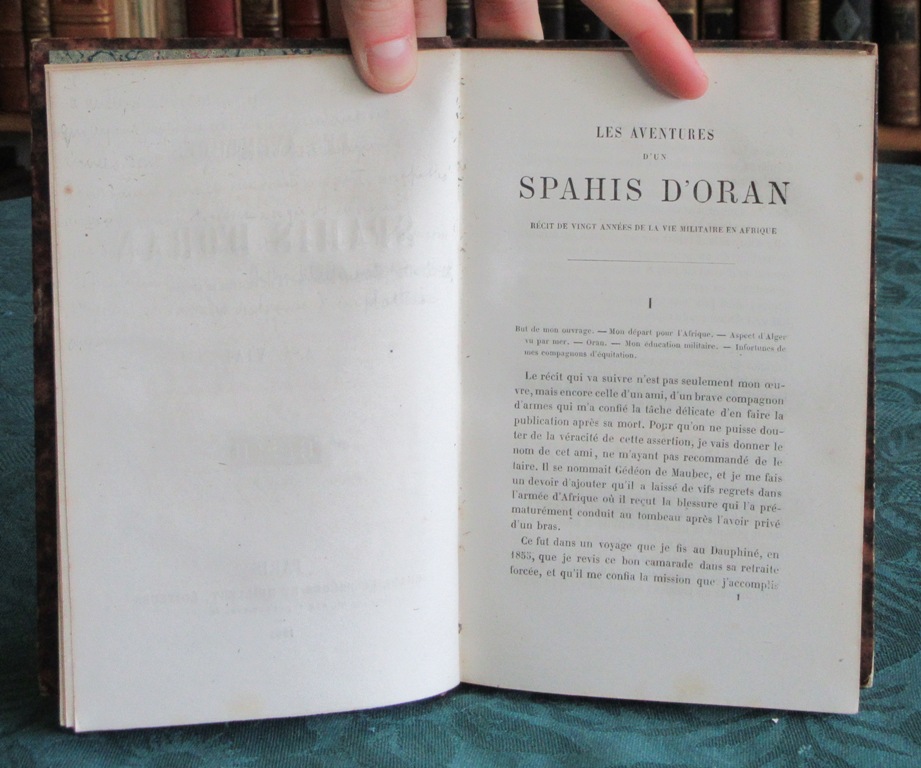 LES AVENTURES
D'UN
SPAHIS D'ORAN
RÉCIT DE VINGT ANNÉES DE LA VIE MILITAIRE EN AFRIQUE
I
But de mon ouvrage. — Mon départ pour l'Afrique. — Aspect d'Alger
vu par mer. — Oran. — Mon éducation militaire. — Infortunes de
mes compagnons d'équitation.
Le récit qui va suivre n'est pas seulement mon œu-
vre, mais encore celle d'un ami, d'un brave compagnon
d'armes qui m'a confié la tâche délicate d'en faire la
publication après sa mort. Pour qu'on ne puisse dou-
ter de la véracité de cette assertion, je vais donner le
nom de cet ami, ne m'ayant pas recommandé de le
taire. Il se nommait Gédéon de Maubec, et je me fais
un devoir d'ajouter qu'il a laissé de vifs regrets dans
l'armée d'Afrique où il reçut la blessure qui l'a pré-
maturément conduit au tombeau après l'avoir privé
d'un bras.
Ce fut dans un voyage que je fis au Dauphiné, en
1855, que je revis ce bon camarade dans sa retraite
forcée, et qu'il me confia la mission que j'accomplis
1
SPAHIS D'ORAN